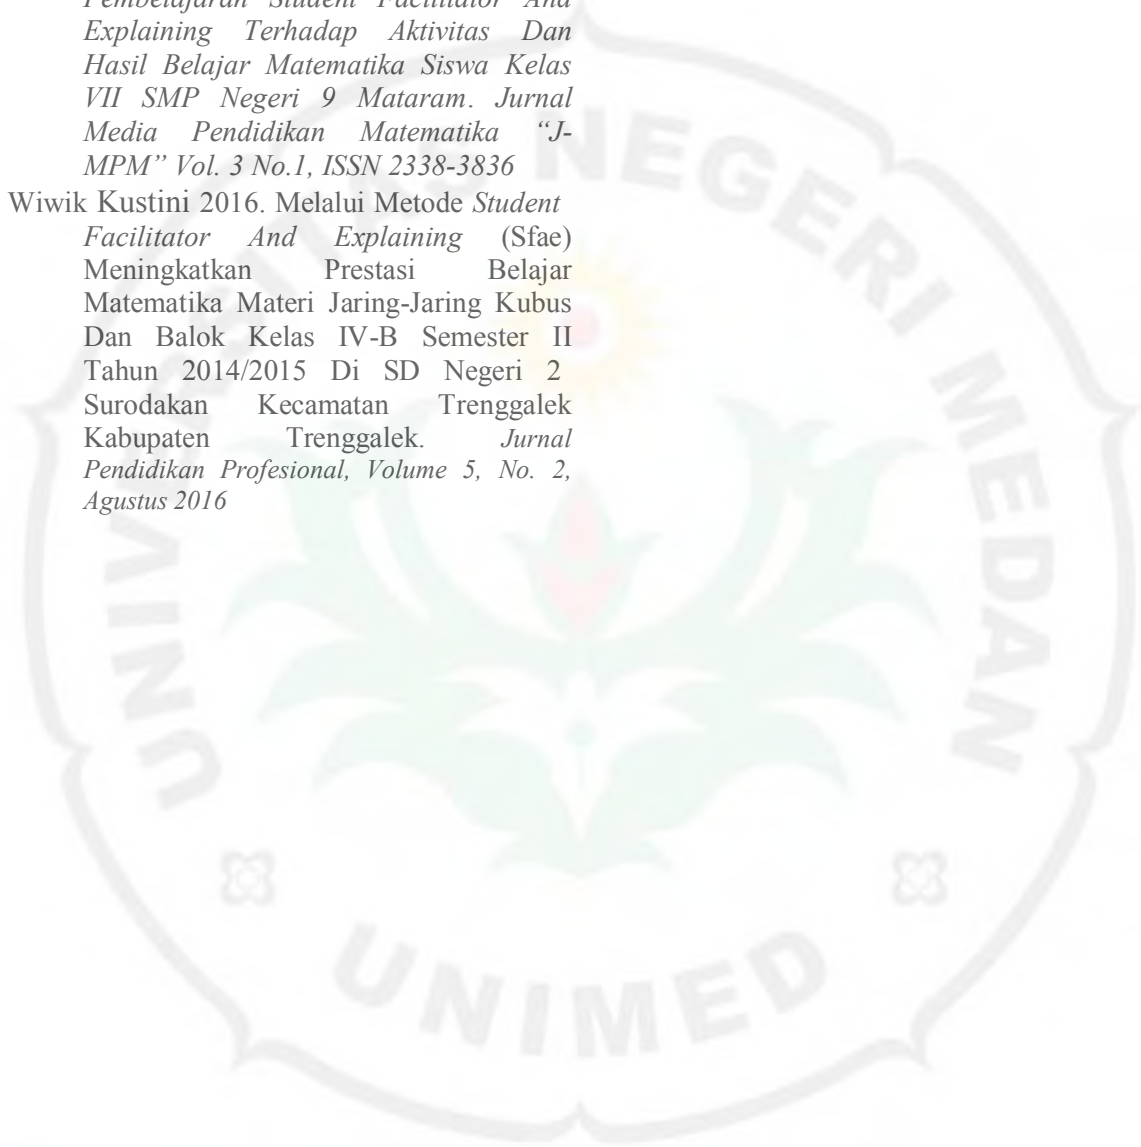 Pembelajaran Student Facilitator And
Explaining Terhadap Aktivitas Dan
Hasil Belajar Matematika Siswa Kelas
VII SMP Negeri 9 Mataram. Jurnal
Media Pendidikan Matematika “J-
MPM” Vol. 3 No.1, ISSN 2338-3836
Wiwik Kustini 2016. Melalui Metode Student
Facilitator And Explaining (Sfae)
Meningkatkan Prestasi Belajar
Matematika Materi Jaring-Jaring Kubus
Dan Balok Kelas IV-B Semester II
Tahun 2014/2015 Di SD Negeri 2
Surodakan Kecamatan Trenggalek
Kabupaten Trenggalek. Jurnal
Pendidikan Profesional, Volume 5, No. 2,
Agustus 2016
UNIVERSITAS NEGERI MEDAN
UNIMED